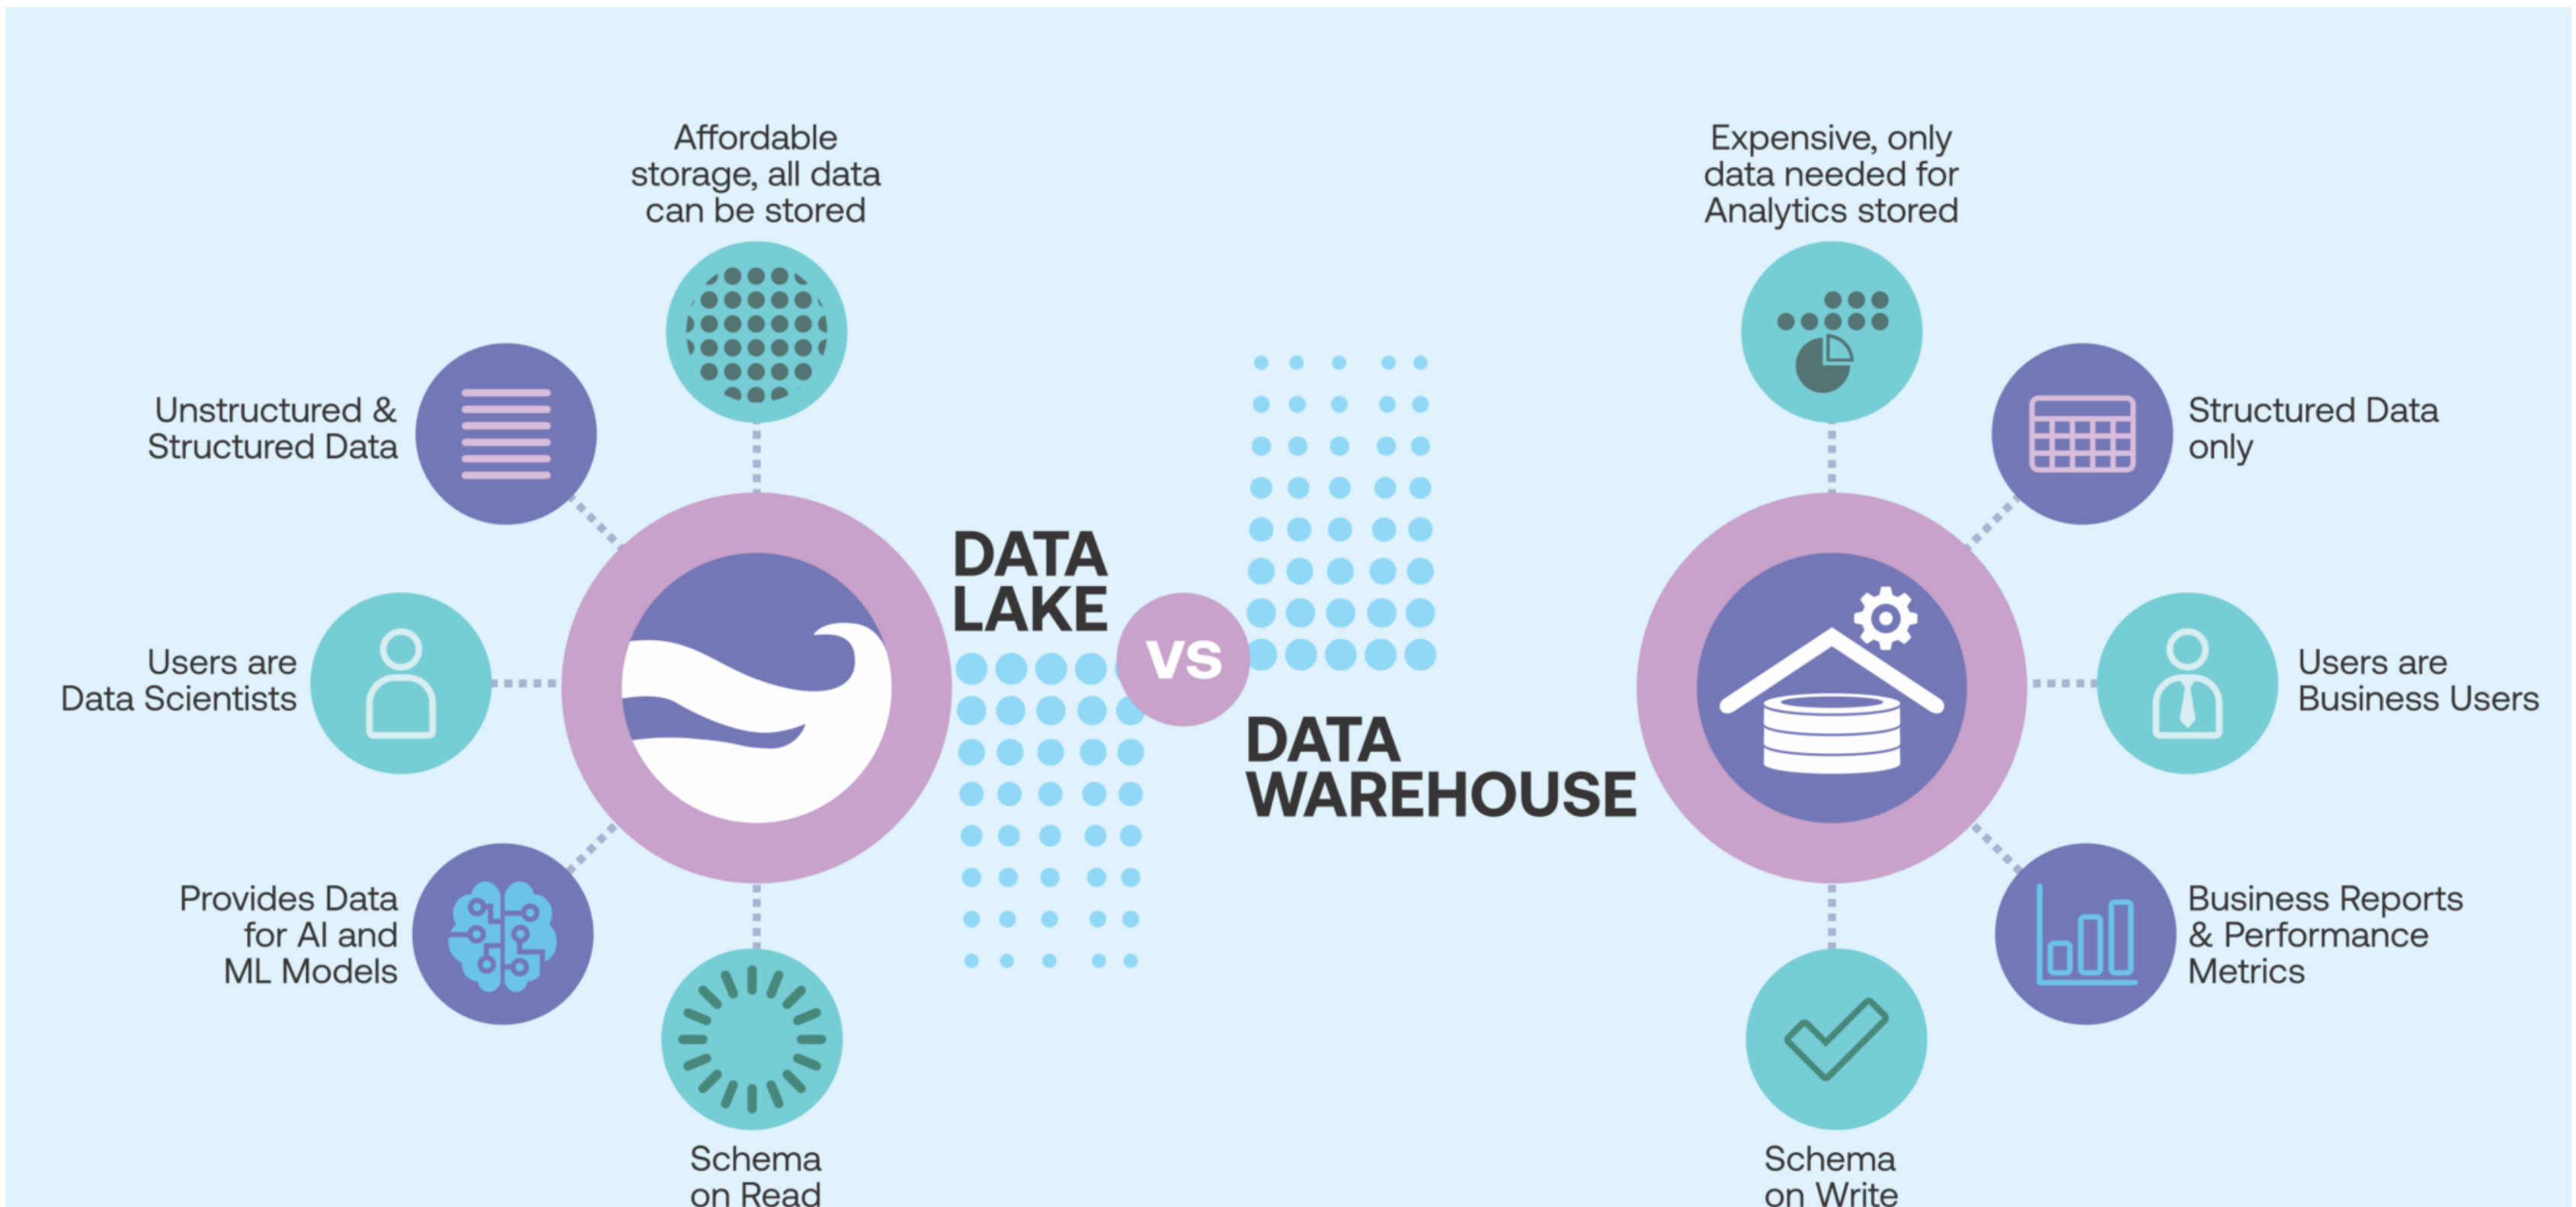 Affordable
storage, all data
can be stored
Unstructured &
Structured Data
Users are
Data Scientists
Provides Data
for AI and
ML Models
Schema
on Read
DATA
LAKE
VS
DATA
WAREHOUSE
Expensive, only
data needed for
Analytics stored
Structured Data
only
Users are
Business Users
Business Reports
& Performance
Metrics
Schema
on Write